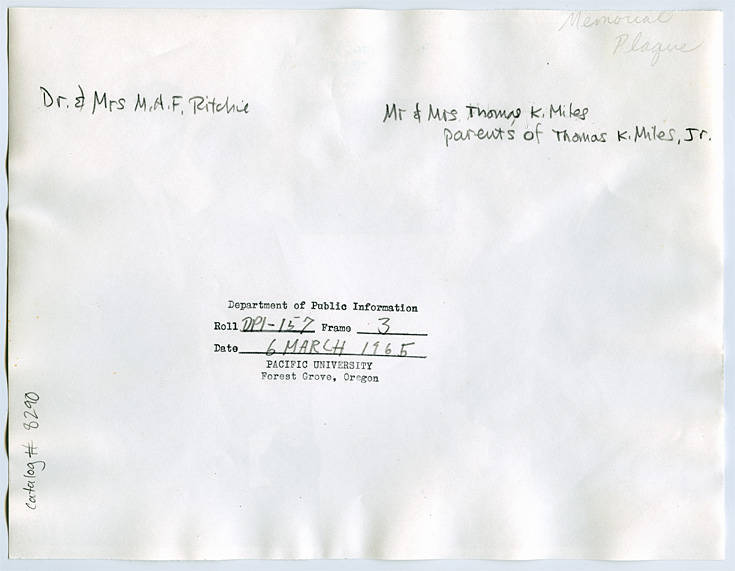 Memorial
Plaque
Dr. & Mrs M.A.F. Ritchie
Mr & Mrs Thomas K. Miles
parents of Thomas K. Miles, Jr.
Department of Public Information
Roll DPI-157 Frame 3
Date 6 MARCH 1965
PACIFIC UNIVERSITY
Forest Grove, Oregon
catalog # 8290